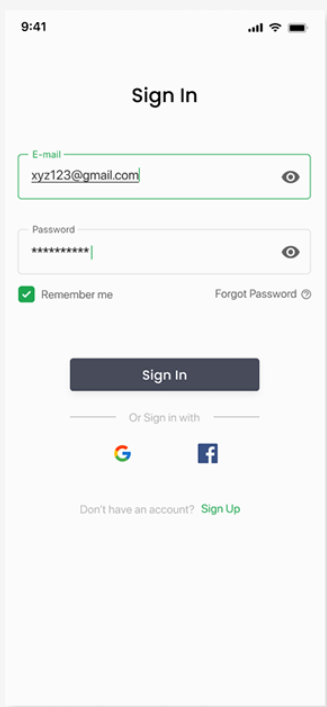 9:41
Sign In
E-mail
xyz123@gmail.com
Password
**********
Remember me Forgot Password ?
Sign In
Or Sign in with
G f
Don't have an account? Sign Up